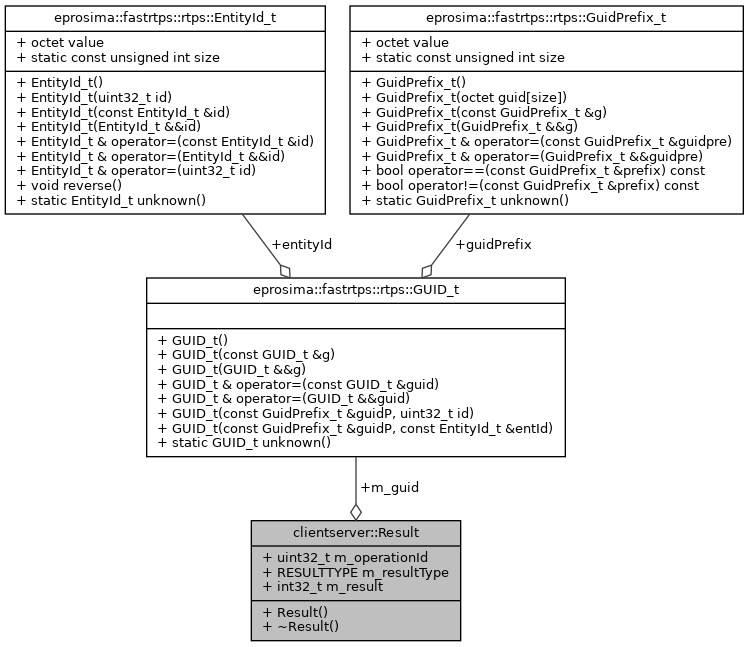 eprosima::fastrtps::rtps::EntityId_t
+ octet value
+ static const unsigned int size
+ EntityId_t()
+ EntityId_t(uint32_t id)
+ EntityId_t(const EntityId_t &id)
+ EntityId_t(EntityId_t &&id)
+ EntityId_t & operator=(const EntityId_t &id)
+ EntityId_t & operator=(EntityId_t &&id)
+ EntityId_t & operator=(uint32_t id)
+ void reverse()
+ static EntityId_t unknown()
eprosima::fastrtps::rtps::GuidPrefix_t
+ octet value
+ static const unsigned int size
+ GuidPrefix_t()
+ GuidPrefix_t(octet guid[size])
+ GuidPrefix_t(const GuidPrefix_t &g)
+ GuidPrefix_t(GuidPrefix_t &&g)
+ GuidPrefix_t & operator=(const GuidPrefix_t &guidpre)
+ GuidPrefix_t & operator=(GuidPrefix_t &&guidpre)
+ bool operator==(const GuidPrefix_t &prefix) const
+ bool operator!=(const GuidPrefix_t &prefix) const
+ static GuidPrefix_t unknown()
+entityId
+guidPrefix
eprosima::fastrtps::rtps::GUID_t
+ GUID_t()
+ GUID_t(const GUID_t &g)
+ GUID_t(GUID_t &&g)
+ GUID_t & operator=(const GUID_t &guid)
+ GUID_t & operator=(GUID_t &&guid)
+ GUID_t(const GuidPrefix_t &guidP, uint32_t id)
+ GUID_t(const GuidPrefix_t &guidP, const EntityId_t &entId)
+ static GUID_t unknown()
+m_guid
clientserver::Result
+ uint32_t m_operationId
+ RESULTTYPE m_resultType
+ int32_t m_result
+ Result()
+ ~Result()